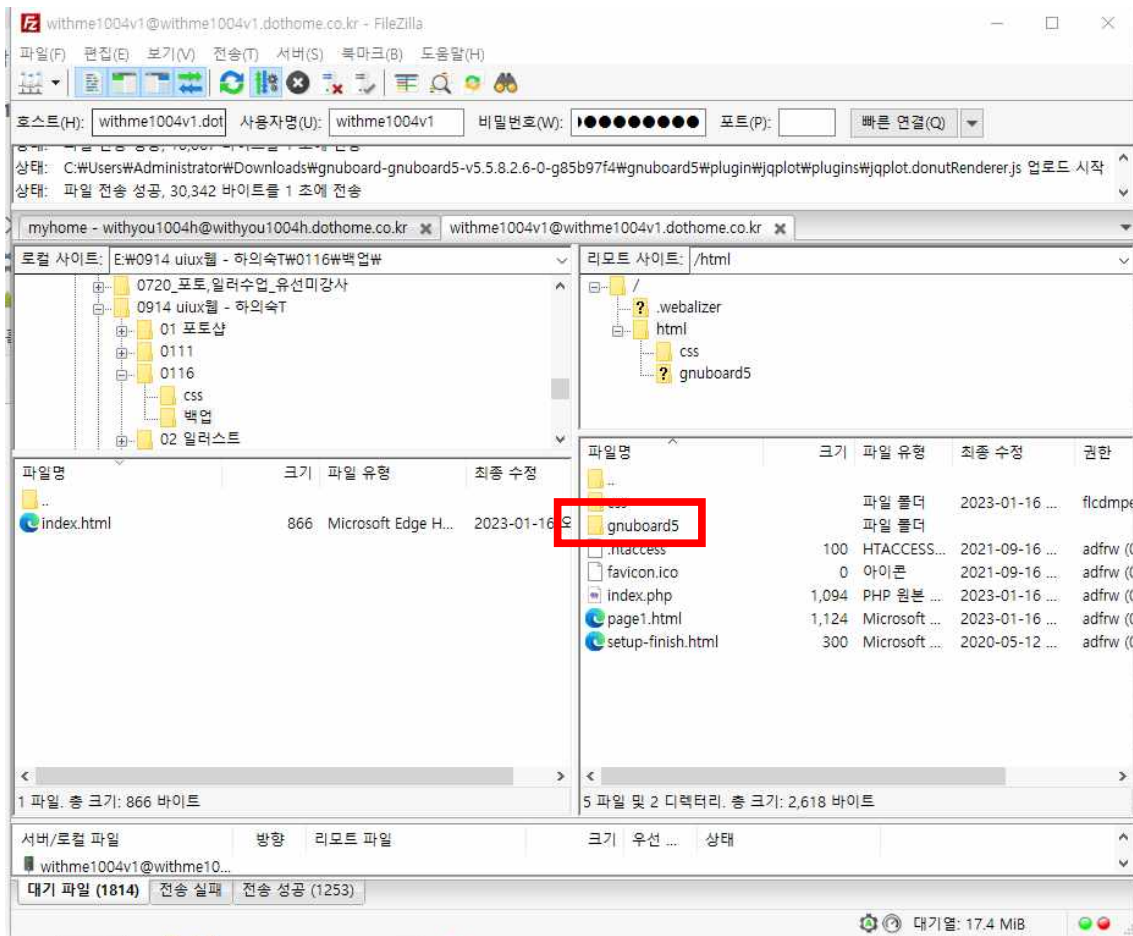 withme1004v1@withme1004v1.dothome.co.kr - FileZilla
파일(F) 편집(E) 보기(V) 전송(T) 서버(S) 북마크(B) 도움말(H)
호스트(H): withme1004v1.dot 사용자명(U): withme1004v1 비밀번호(W): ●●●●●●●●● 포트(P): 빠른 연결(Q)
상태: C:₩Users₩Administrator₩Downloads₩gnuboard-gnuboard5-v5.5.8.2.6-0-g85b97f4₩gnuboard5₩plugin₩jqplot₩plugins₩jqplot.donutRenderer.js 업로드 시작
상태: 파일 전송 성공, 30,342 바이트를 1 초에 전송
myhome - withyou1004h@withyou1004h.dothome.co.kr withme1004v1@withme1004v1.dothome.co.kr
로컬 사이트: E:₩0914 uiux웹 - 하의숙T₩0116₩백업₩
0720_포토,일러수업_유선미강사
0914 uiux웹 - 하의숙T
01 포토샵
0111
0116
css
백업
02 일러스트
파일명 크기 파일 유형 최종 수정
..
index.html 866 Microsoft Edge H... 2023-01-16 오
1 파일. 총 크기: 866 바이트
리모트 사이트: /html
/
? .webalizer
html
css
? gnuboard5
파일명 크기 파일 유형 최종 수정 권한
..
css 파일 폴더 2023-01-16 ... flcdmpe
gnuboard5 파일 폴더
.htaccess 100 HTACCESS... 2021-09-16 ... adfrw (0
favicon.ico 0 아이콘 2021-09-16 ... adfrw (0
index.php 1,094 PHP 원본 ... 2023-01-16 ... adfrw (0
page1.html 1,124 Microsoft ... 2023-01-16 ... adfrw (0
setup-finish.html 300 Microsoft ... 2020-05-12 ... adfrw (0
5 파일 및 2 디렉터리. 총 크기: 2,618 바이트
서버/로컬 파일 방향 리모트 파일 크기 우선 ... 상태
withme1004v1@withme10...
대기 파일 (1814) 전송 실패 전송 성공 (1253)
대기열: 17.4 MiB